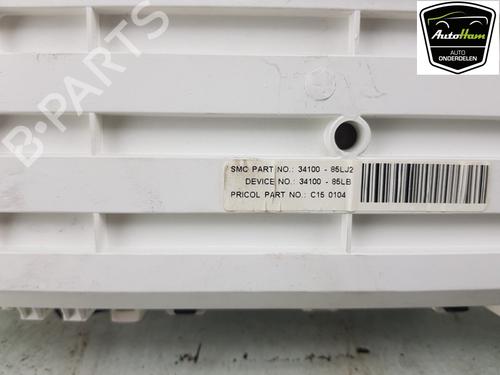 AutoHam
AUTO
ONDERDELEN
B-PARTS
SMC PART NO.: 34100 - 85LJ2
DEVICE NO.: 34100 - 85LB
PRICOL PART NO.: C15 0104